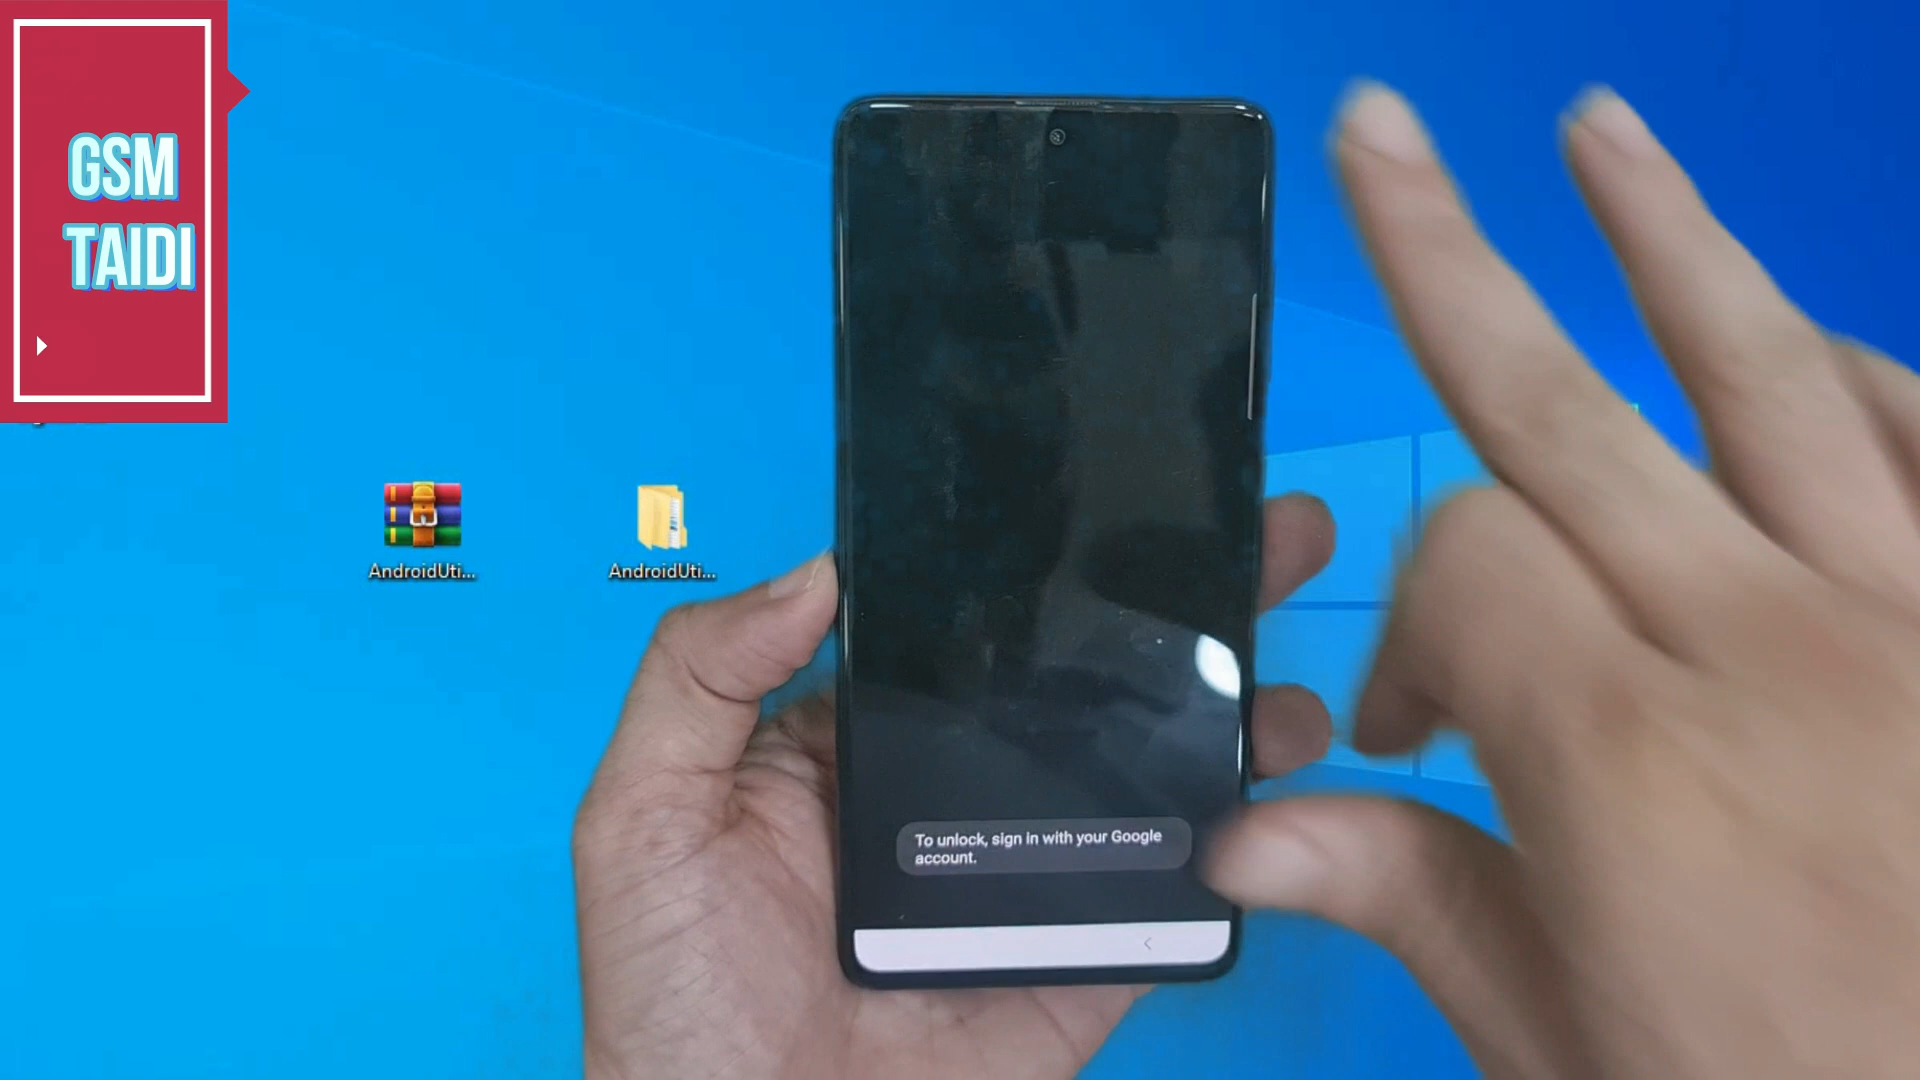 GSM
TAIDI
AndroidUti...
AndroidUti...
To unlock, sign in with your Google
account.